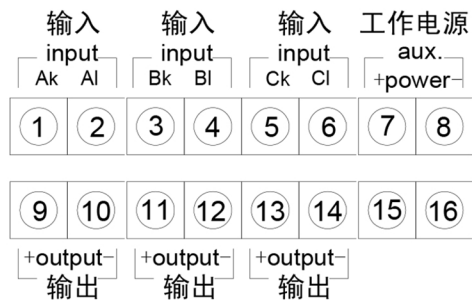 输入 输入 输入 工作电源
input input input aux.
Ak Al Bk Bl Ck Cl +power−
1 2 3 4 5 6 7 8
9 10 11 12 13 14 15 16
+output− +output− +output−
输出 输出 输出